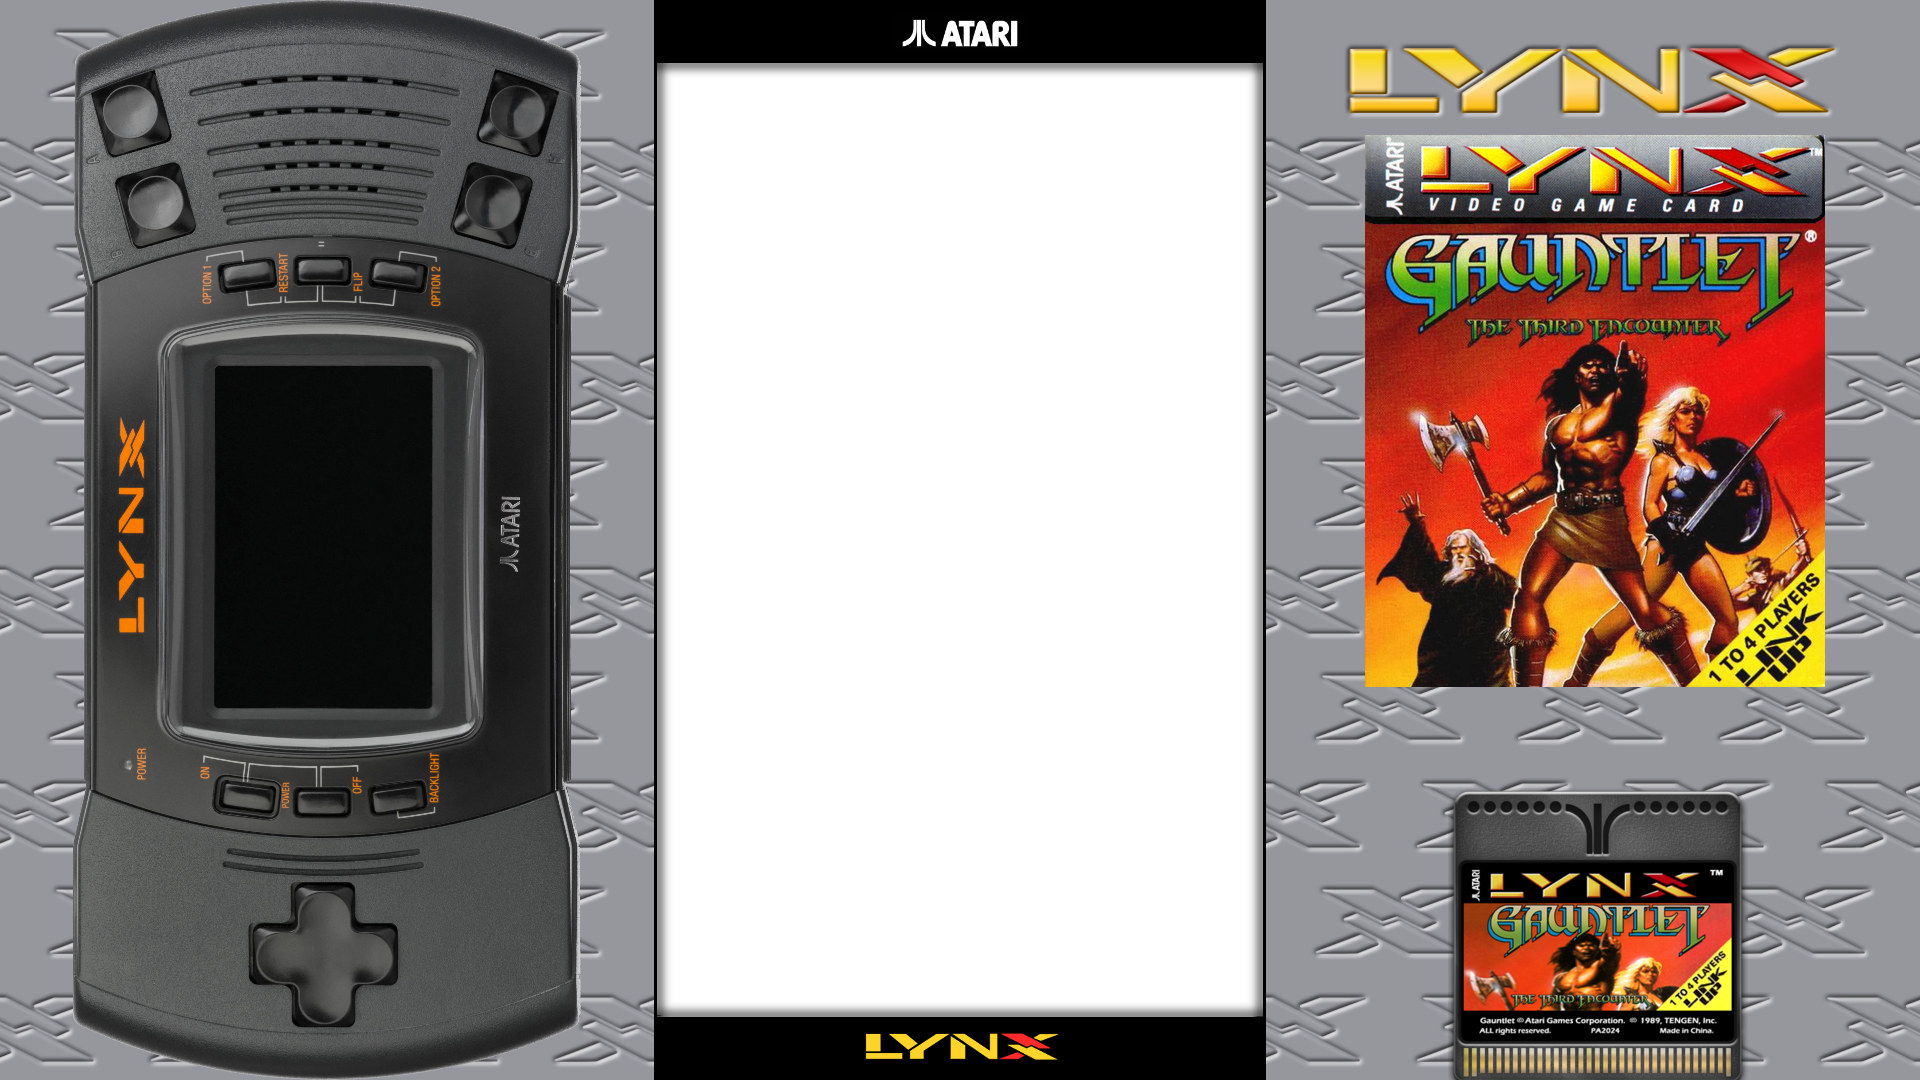 A
B
A
B
OPTION 1
RESTART
FLIP
OPTION 2
LYNX
ATARI
POWER
ON
POWER
OFF
BACKLIGHT
ATARI
LYNX
LYNX
ATARI
LYNX™
VIDEO GAME CARD
GAUNTLET®
THE THIRD ENCOUNTER
1 TO 4 PLAYERS
LINK
UP
ATARI
LYNX™
GAUNTLET
THE THIRD ENCOUNTER
1 TO 4 PLAYERS
LINK
UP
Gauntlet © Atari Games Corporation. © 1989, TENGEN, Inc.
ALL rights reserved. PA2024 Made in China.